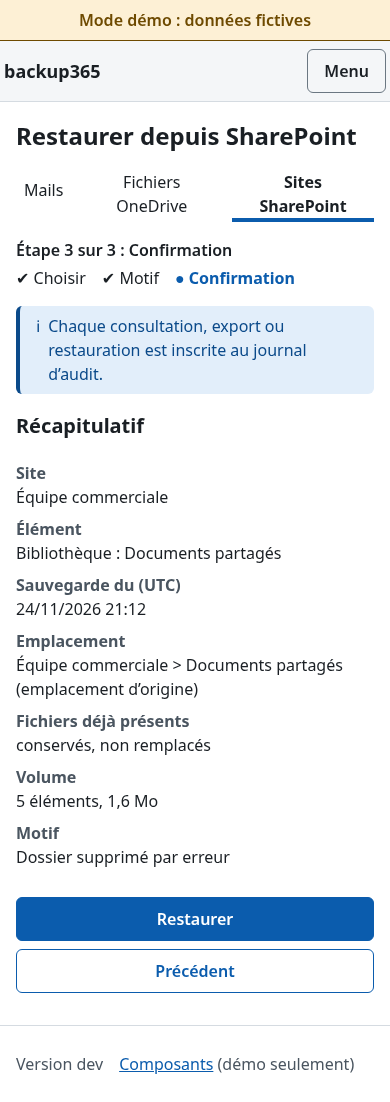 Mode démo : données fictives
backup365
Menu
Restaurer depuis SharePoint
Mails
Fichiers
OneDrive
Sites
SharePoint
Étape 3 sur 3 : Confirmation
✔ Choisir ✔ Motif ● Confirmation
i Chaque consultation, export ou
restauration est inscrite au journal
d’audit.
Récapitulatif
Site
Équipe commerciale
Élément
Bibliothèque : Documents partagés
Sauvegarde du (UTC)
24/11/2026 21:12
Emplacement
Équipe commerciale > Documents partagés
(emplacement d’origine)
Fichiers déjà présents
conservés, non remplacés
Volume
5 éléments, 1,6 Mo
Motif
Dossier supprimé par erreur
Restaurer
Précédent
Version dev Composants (démo seulement)